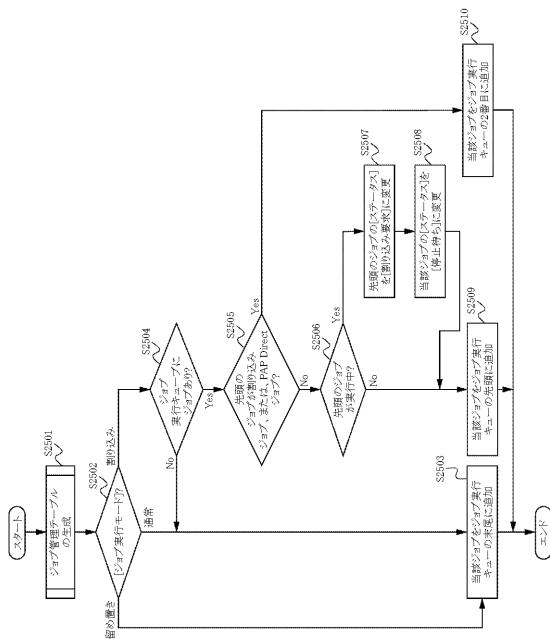 スタート
S2501
ジョブ管理テーブル
の生成
S2502
[ジョブ実行モード]?
留め置き
通常
割り込み
S2504
ジョブ
実行キューブに
ジョブあり?
No
Yes
S2505
先頭の
ジョブが割り込み
ジョブ、または、PAP Direct
ジョブ?
Yes
No
S2506
先頭のジョブ
が実行中?
Yes
No
S2507
先頭のジョブの[ステータス]
を[割り込み要求]に変更
S2508
当該ジョブの[ステータス]を
[停止待ち]に変更
S2503
当該ジョブをジョブ実行
キューの末尾に追加
S2509
当該ジョブをジョブ実行
キューの先頭に追加
S2510
当該ジョブをジョブ実行
キューの2番目に追加
エンド